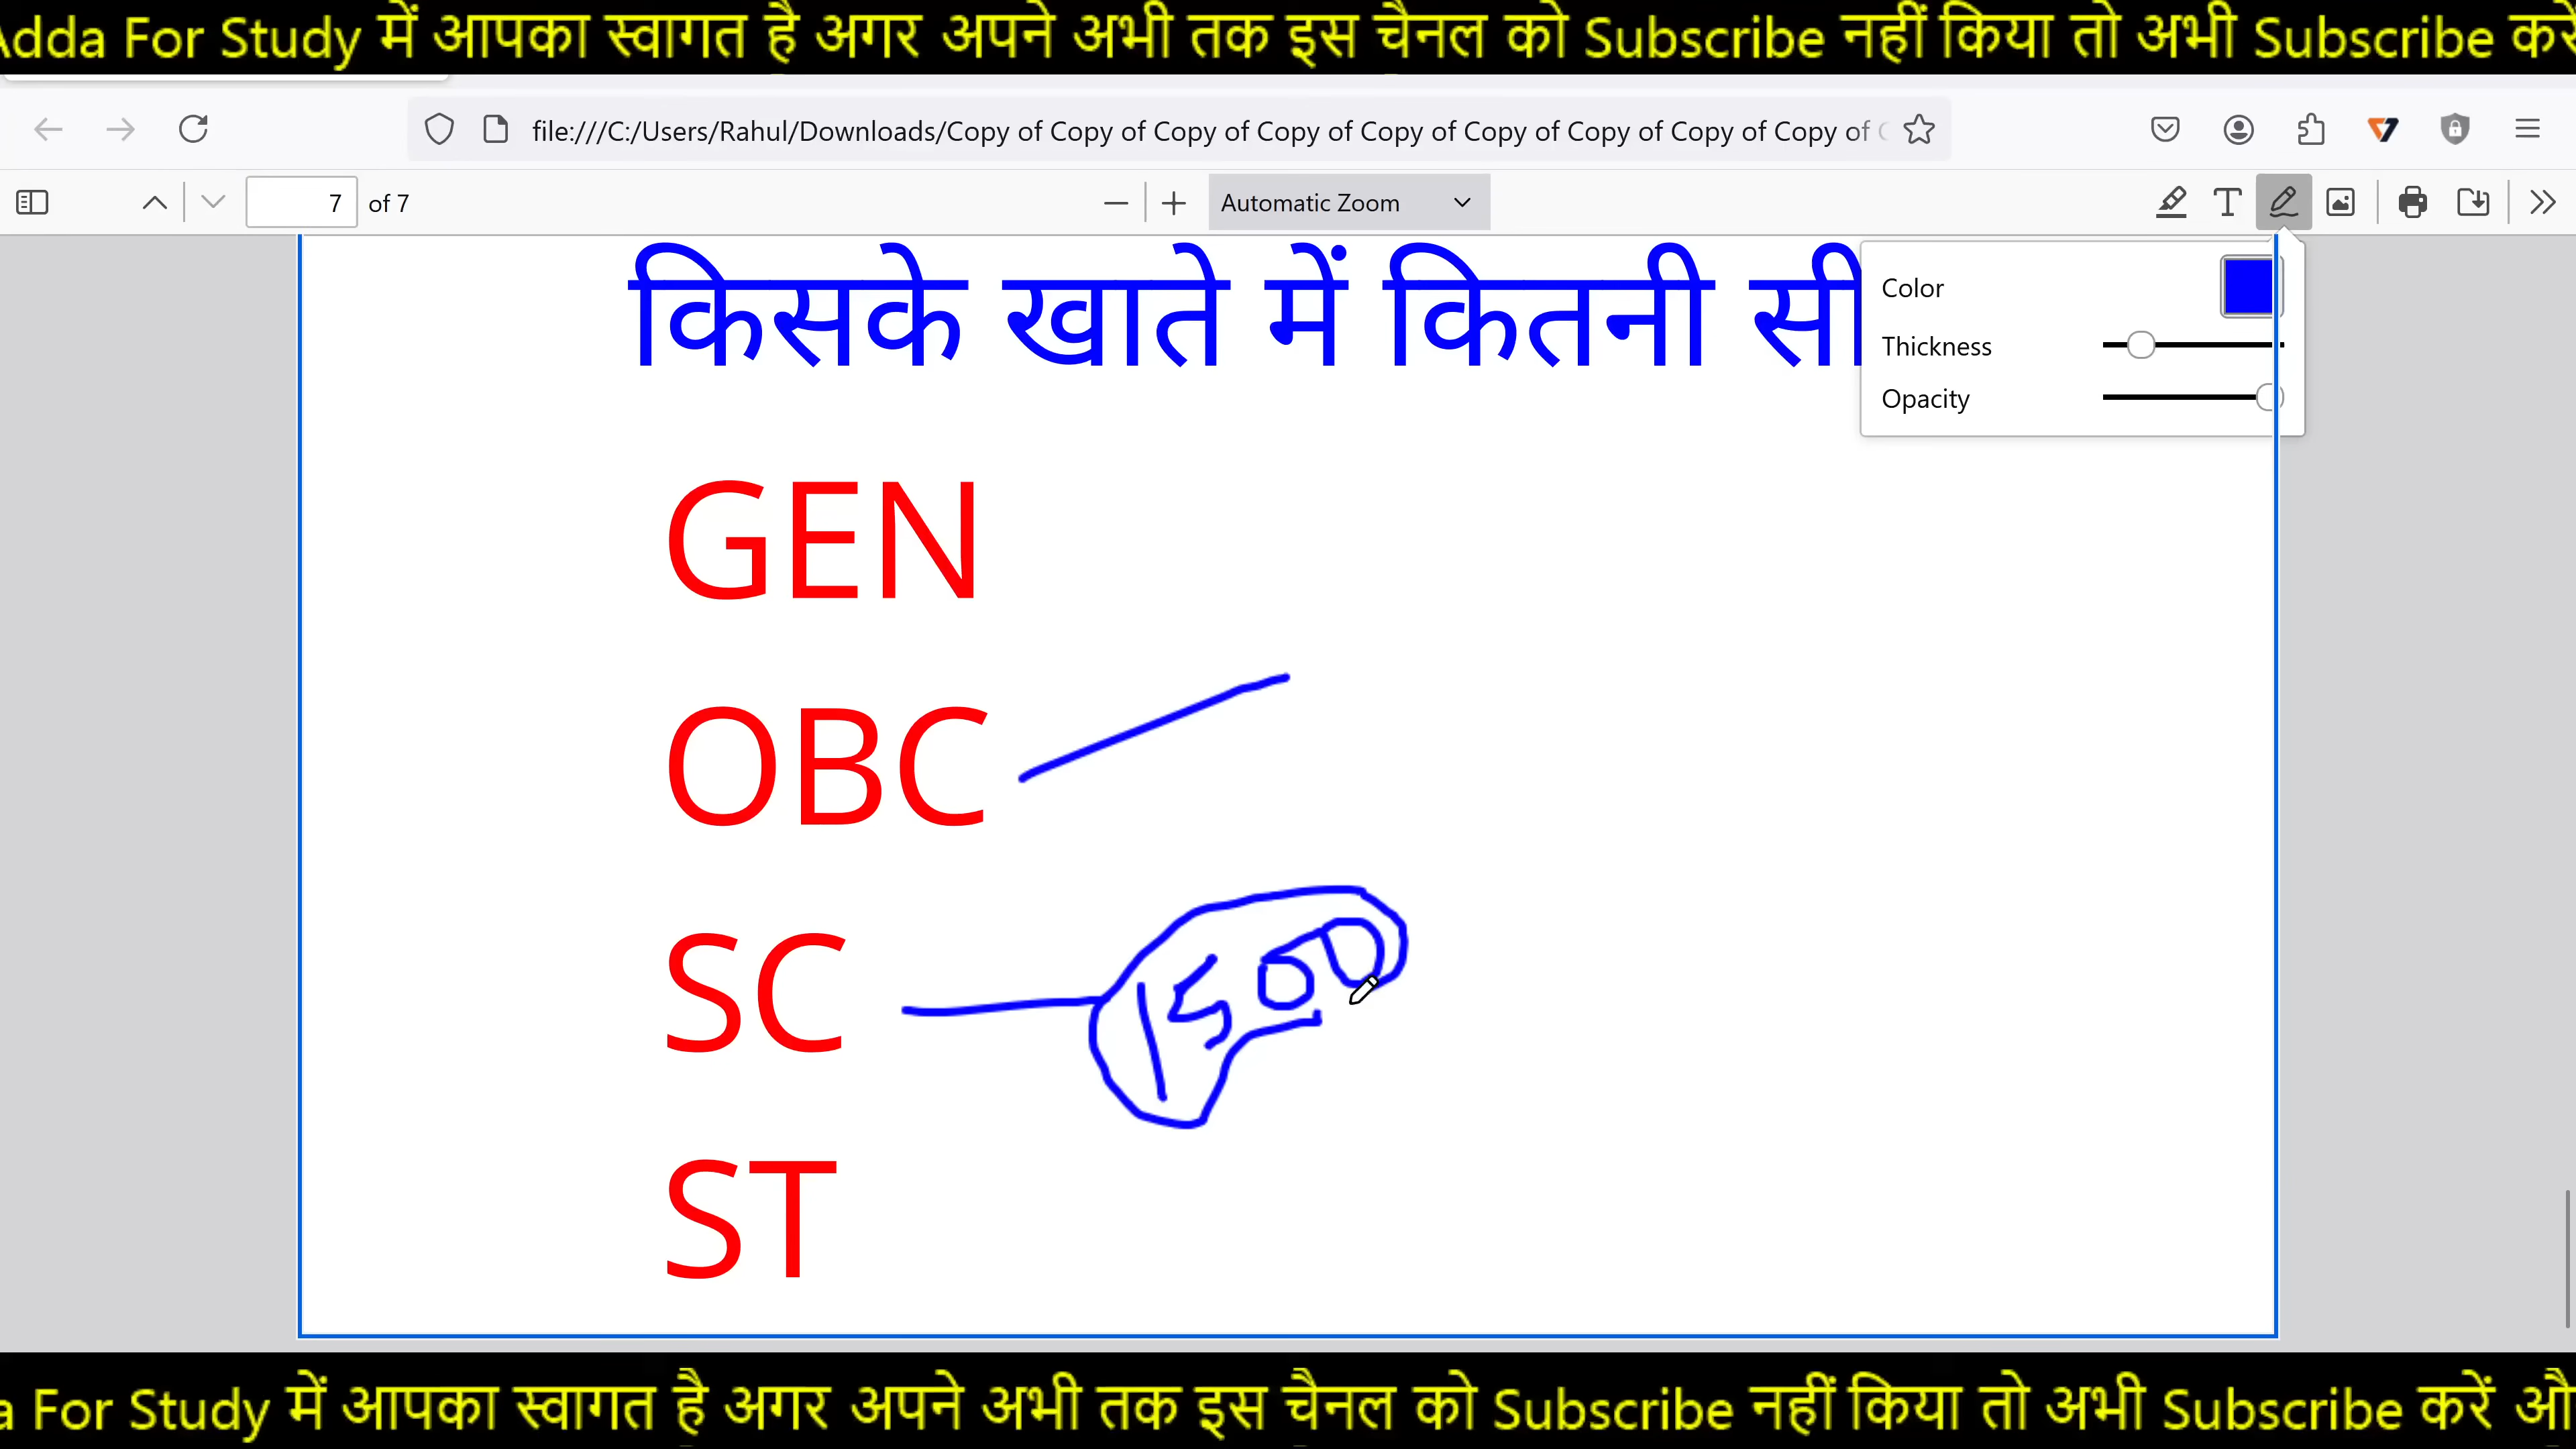 Adda For Study में आपका स्वागत है अगर अपने अभी तक इस चैनल को Subscribe नहीं किया तो अभी Subscribe करें
file:///C:/Users/Rahul/Downloads/Copy of Copy of Copy of Copy of Copy of Copy of Copy of Copy of Copy of
7 of 7
Automatic Zoom
किसके खाते में कितनी सी
Color
Thickness
Opacity
GEN
OBC
SC 1500
ST
a For Study में आपका स्वागत है अगर अपने अभी तक इस चैनल को Subscribe नहीं किया तो अभी Subscribe करें औ